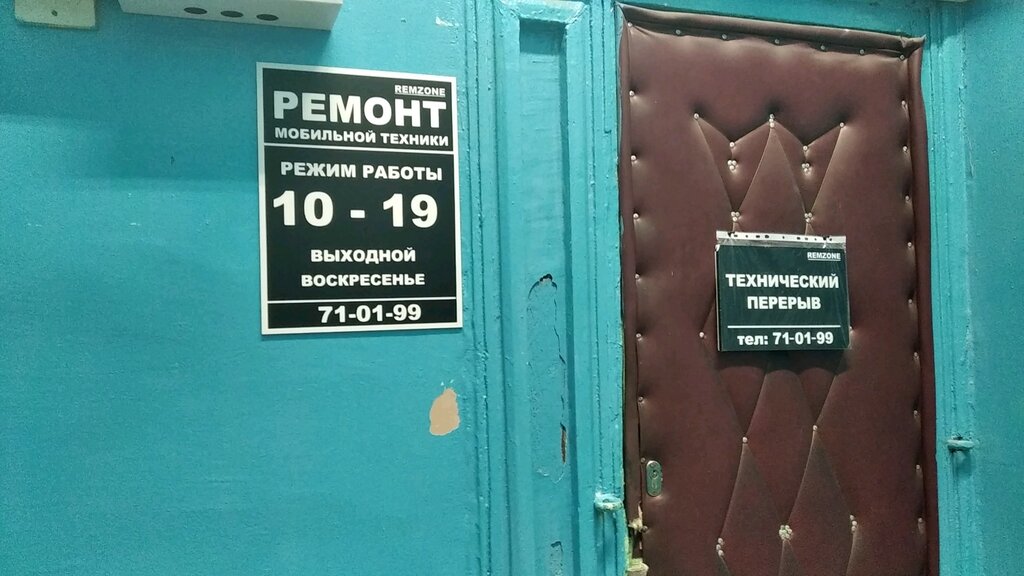 REMZONE
РЕМОНТ
МОБИЛЬНОЙ ТЕХНИКИ
РЕЖИМ РАБОТЫ
10 - 19
ВЫХОДНОЙ
ВОСКРЕСЕНЬЕ
71-01-99
REMZONE
ТЕХНИЧЕСКИЙ
ПЕРЕРЫВ
тел: 71-01-99